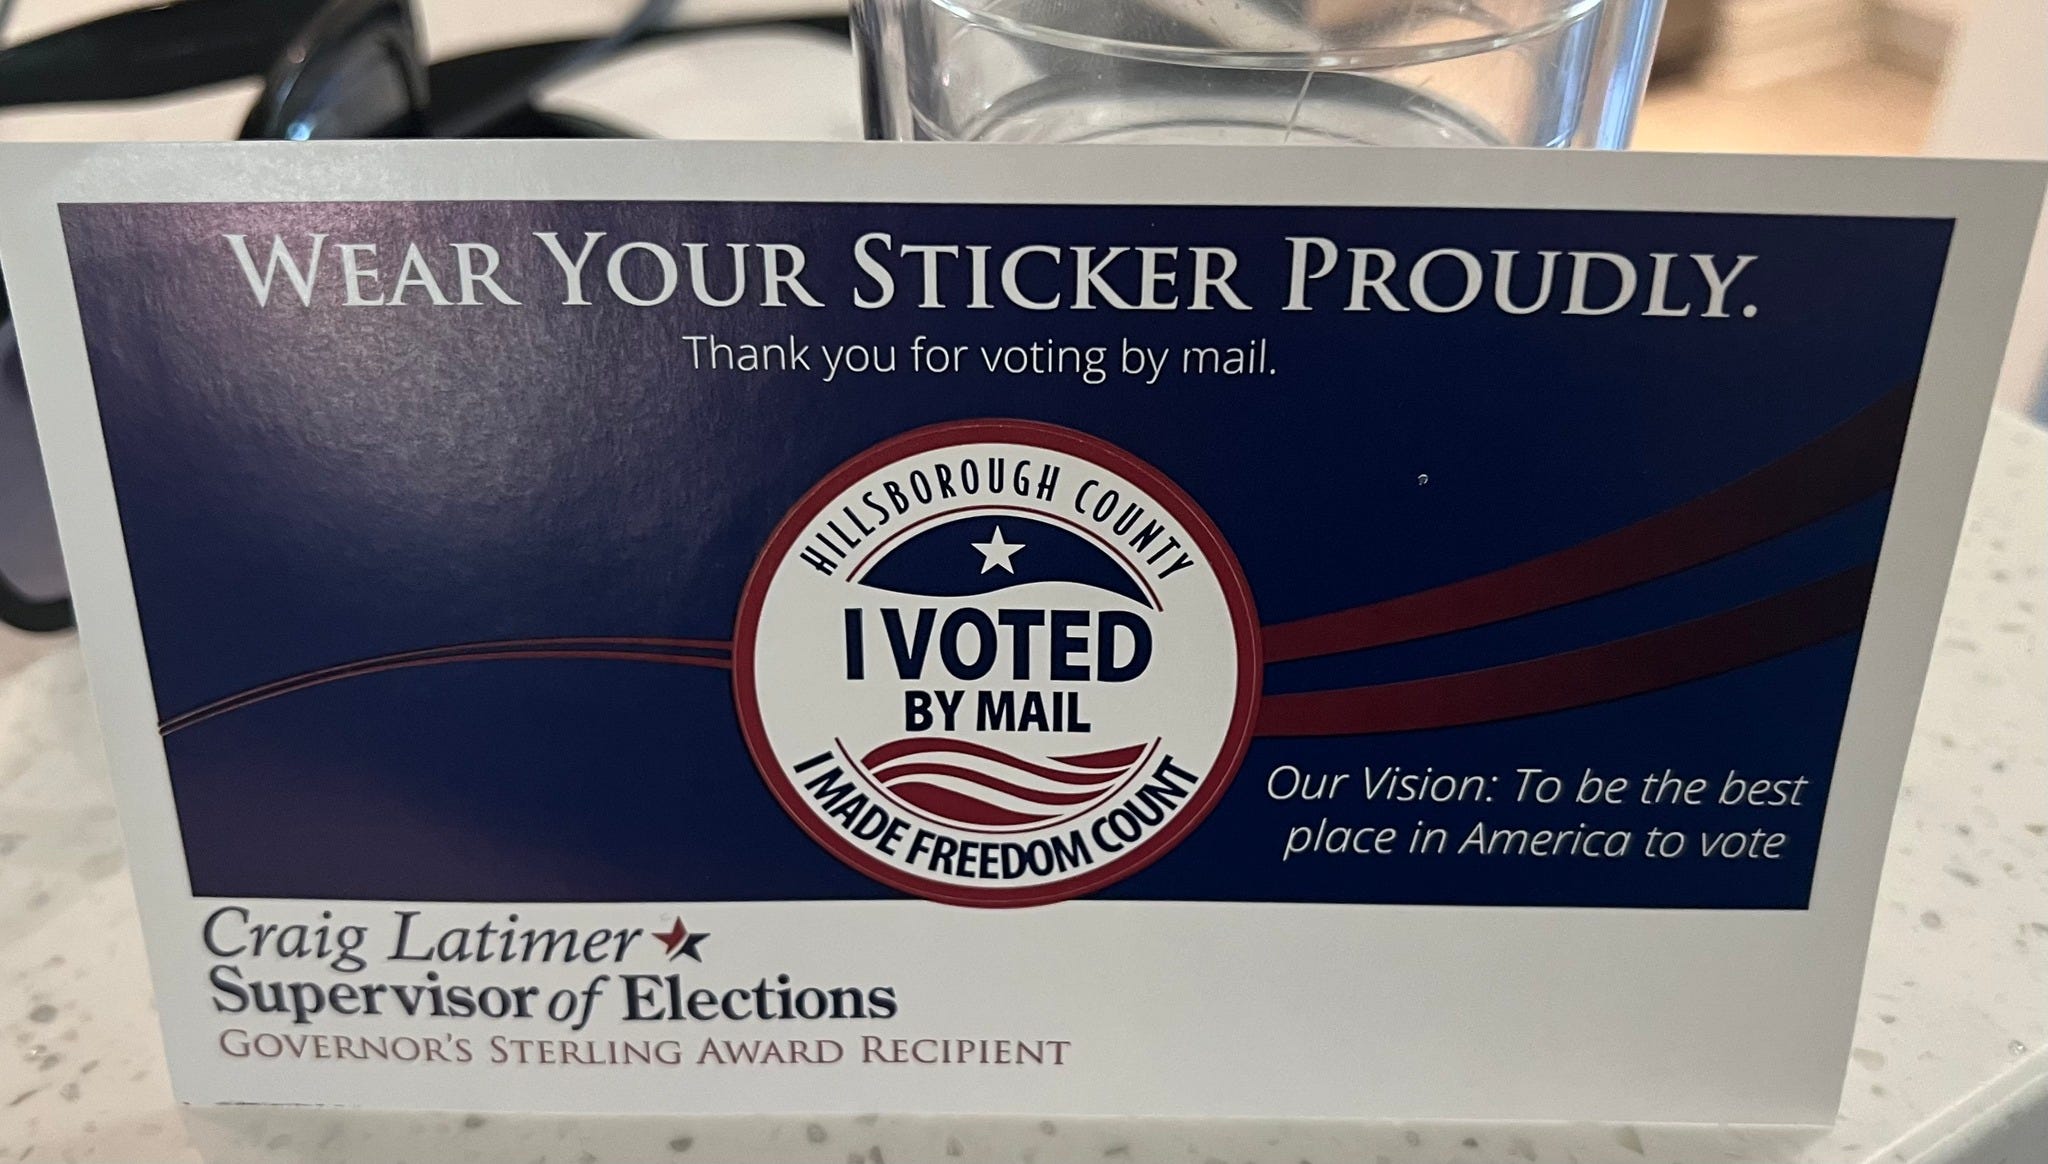 WEAR YOUR STICKER PROUDLY.
Thank you for voting by mail.
HILLSBOROUGH COUNTY
I VOTED
BY MAIL
I MADE FREEDOM COUNT
Our Vision: To be the best
place in America to vote
Craig Latimer
Supervisor of Elections
GOVERNOR'S STERLING AWARD RECIPIENT